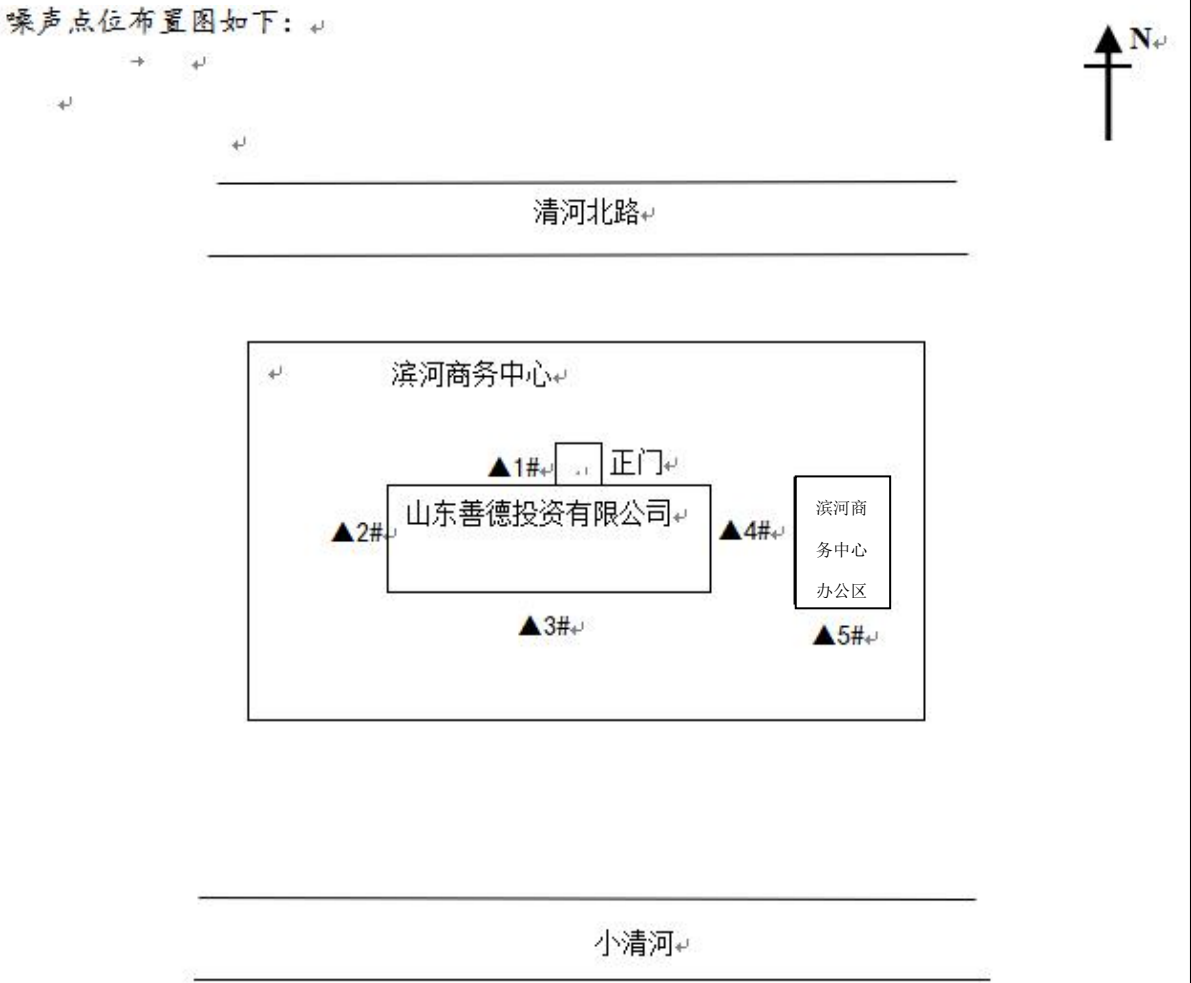 噪声点位布置图如下：
N
清河北路
滨河商务中心
▲1#
正门
山东善德投资有限公司
▲2#
▲4#
滨河商
务中心
办公区
▲3#
▲5#
小清河